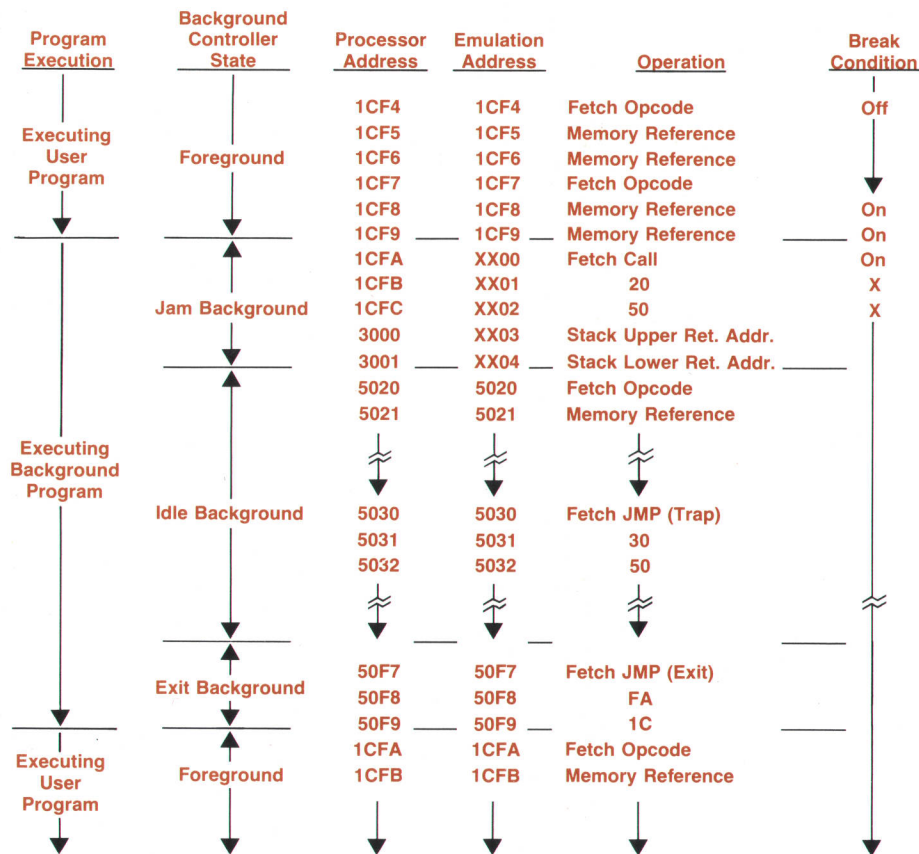 Program Execution
Background Controller State
Processor Address
Emulation Address
Operation
Break Condition
1CF4 1CF4 Fetch Opcode Off
Executing User Program
Foreground
1CF5 1CF5 Memory Reference
1CF6 1CF6 Memory Reference
1CF7 1CF7 Fetch Opcode
1CF8 1CF8 Memory Reference On
1CF9 1CF9 Memory Reference On
1CFA XX00 Fetch Call On
1CFB XX01 20 X
Jam Background 1CFC XX02 50 X
3000 XX03 Stack Upper Ret. Addr.
3001 XX04 Stack Lower Ret. Addr.
5020 5020 Fetch Opcode
5021 5021 Memory Reference
Executing Background Program
Idle Background 5030 5030 Fetch JMP (Trap)
5031 5031 30
5032 5032 50
50F7 50F7 Fetch JMP (Exit)
Exit Background 50F8 50F8 FA
50F9 50F9 1C
1CFA 1CFA Fetch Opcode
Executing User Program
Foreground 1CFB 1CFB Memory Reference